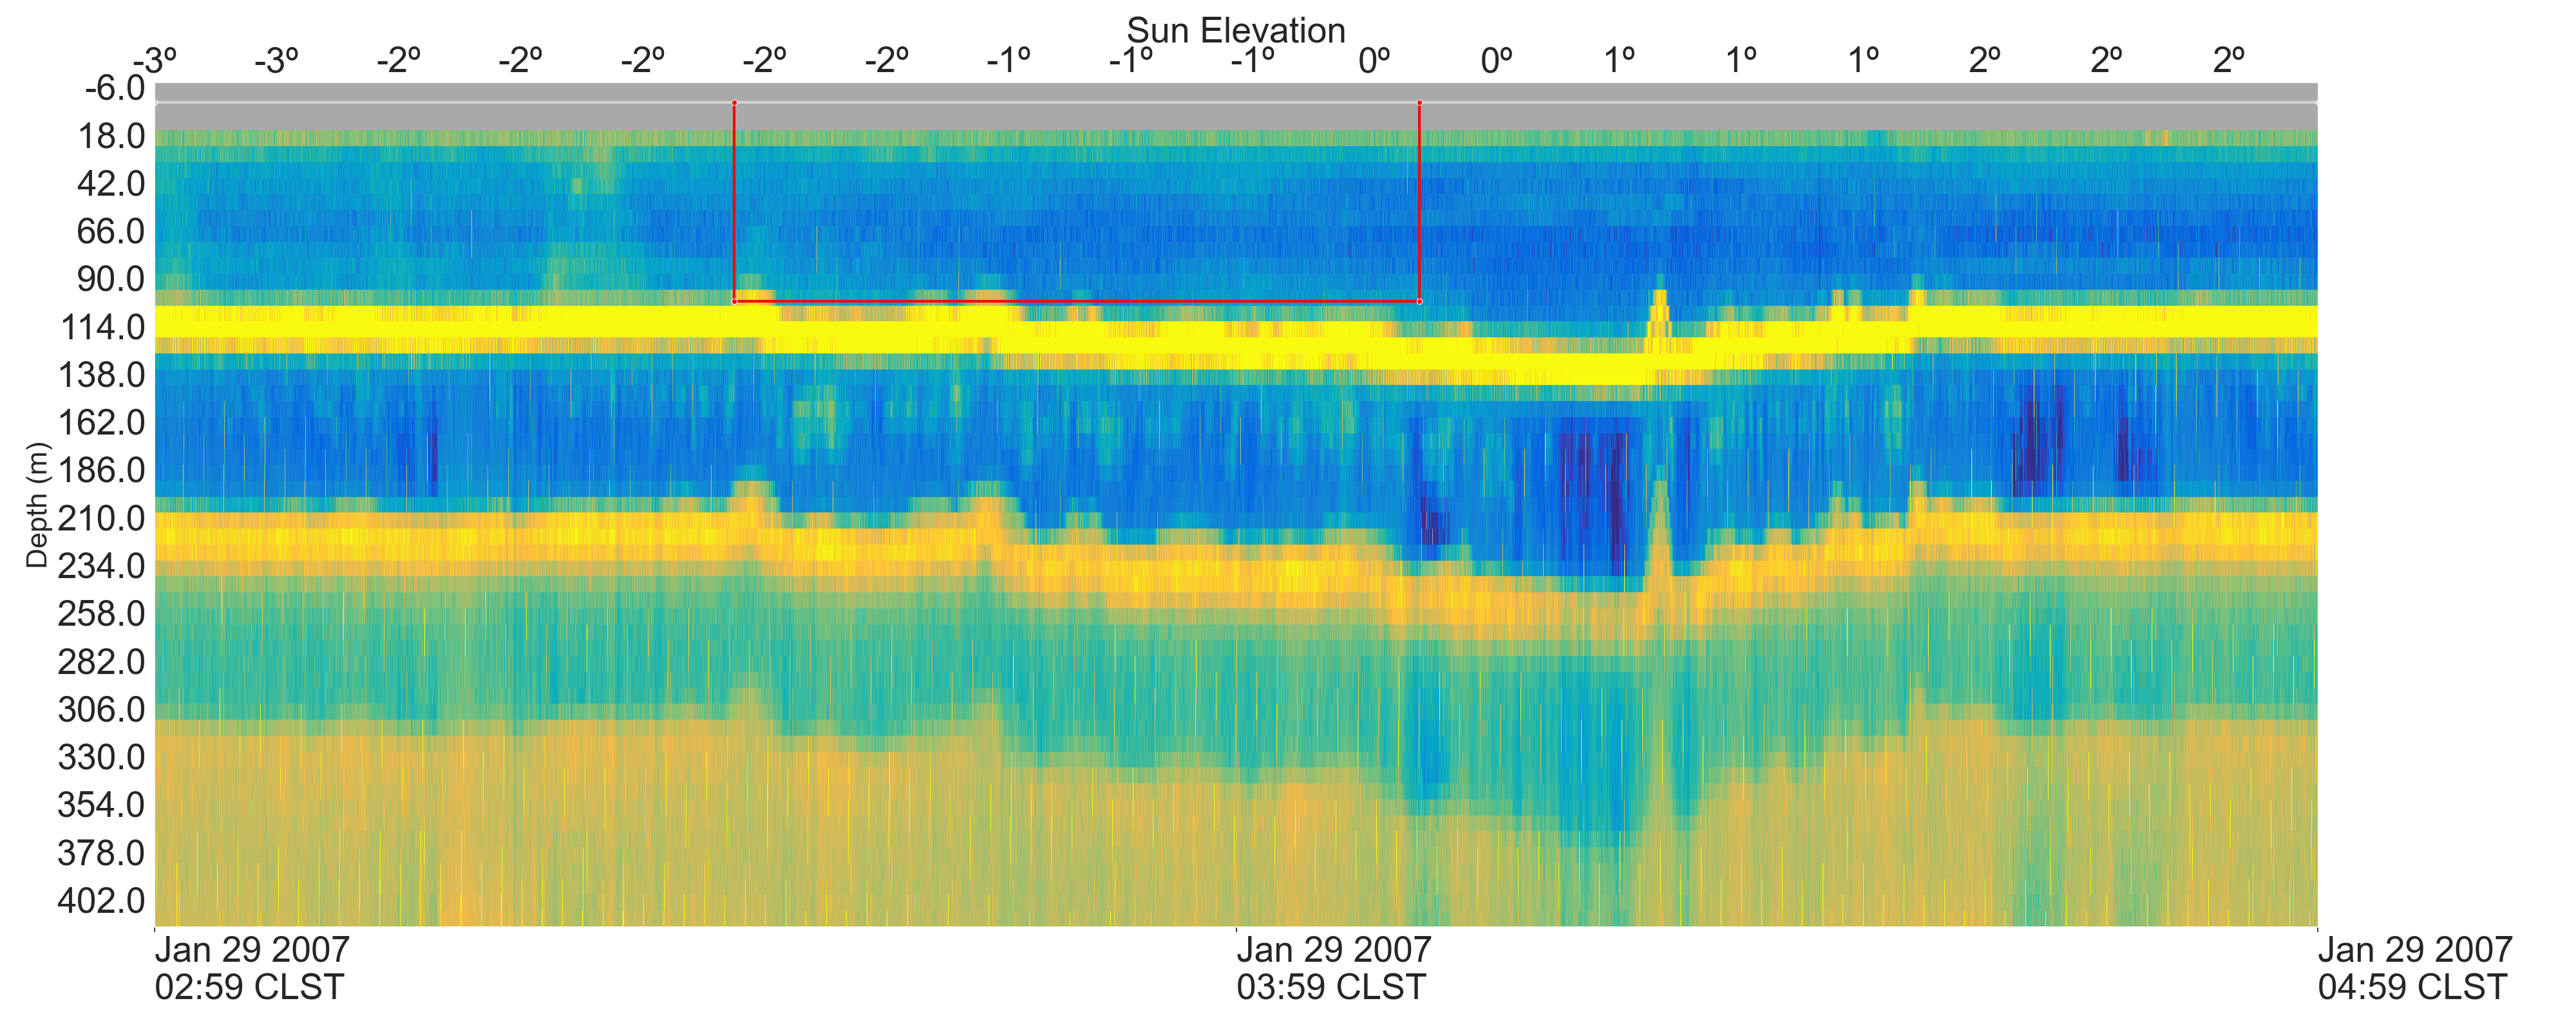 Sun Elevation
-3º -3º -2º -2º -2º -2º -2º -1º -1º -1º 0º 0º 1º 1º 1º 2º 2º 2º
-6.0
18.0
42.0
66.0
90.0
114.0
138.0
162.0
186.0
210.0
234.0
258.0
282.0
306.0
330.0
354.0
378.0
402.0
Depth (m)
Jan 29 2007
02:59 CLST
Jan 29 2007
03:59 CLST
Jan 29 2007
04:59 CLST